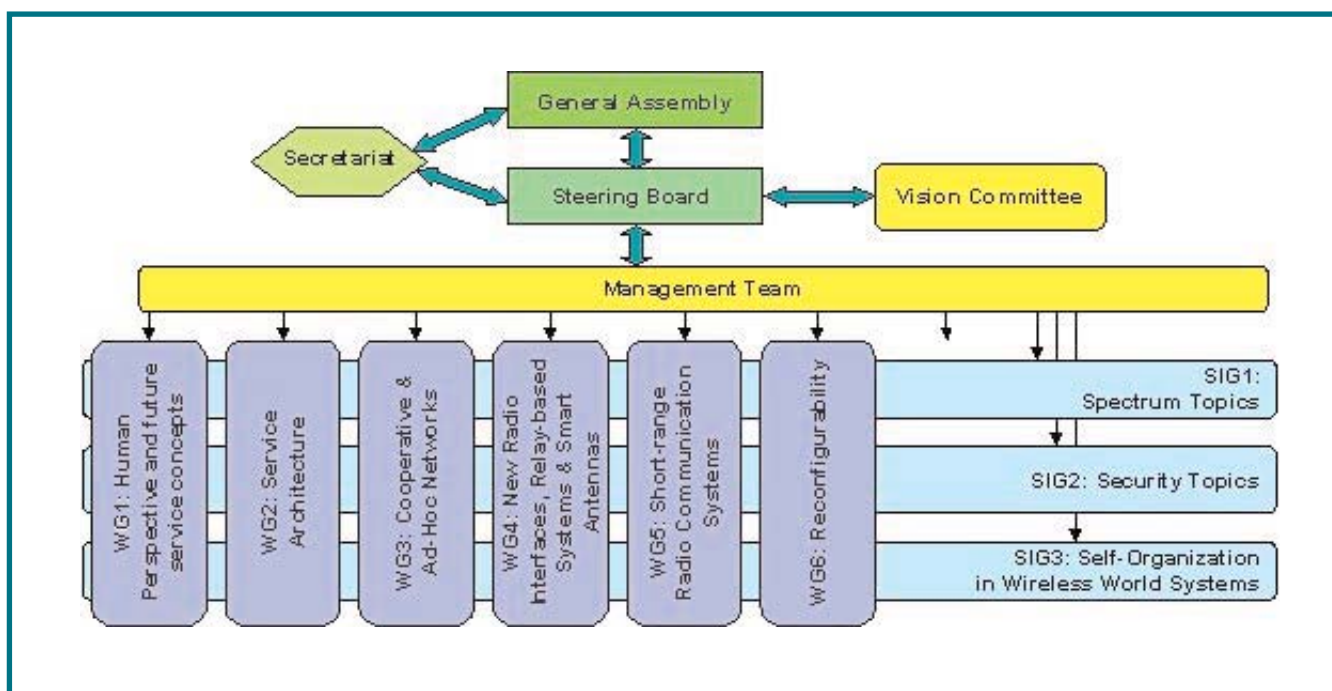 General Assembly
Secretariat
Steering Board
Vision Committee
Management Team
WG1: Human
Perspective and future
service concepts
WG2: Service
Architecture
WG3: Cooperative &
Ad-Hoc Networks
WG4: New Radio
Interfaces, Relay-based
Systems & Smart
Antennas
WG5: Short-range
Radio Communication
Systems
WG6: Reconfigurability
SIG1:
Spectrum Topics
SIG2: Security Topics
SIG3: Self-Organization
in Wireless World Systems